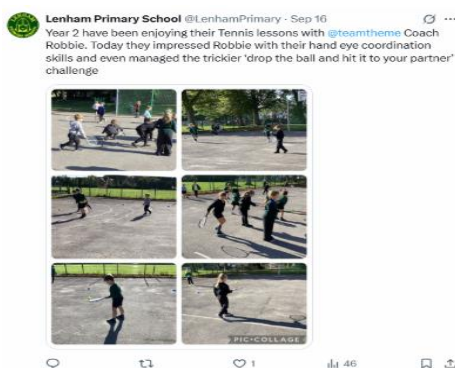 Lenham Primary School @LenhamPrimary · Sep 16
Year 2 have been enjoying their Tennis lessons with @teamtheme Coach
Robbie. Today they impressed Robbie with their hand eye coordination
skills and even managed the trickier ‘drop the ball and hit it to your partner’
challenge
PIC•COLLAGE
1
46